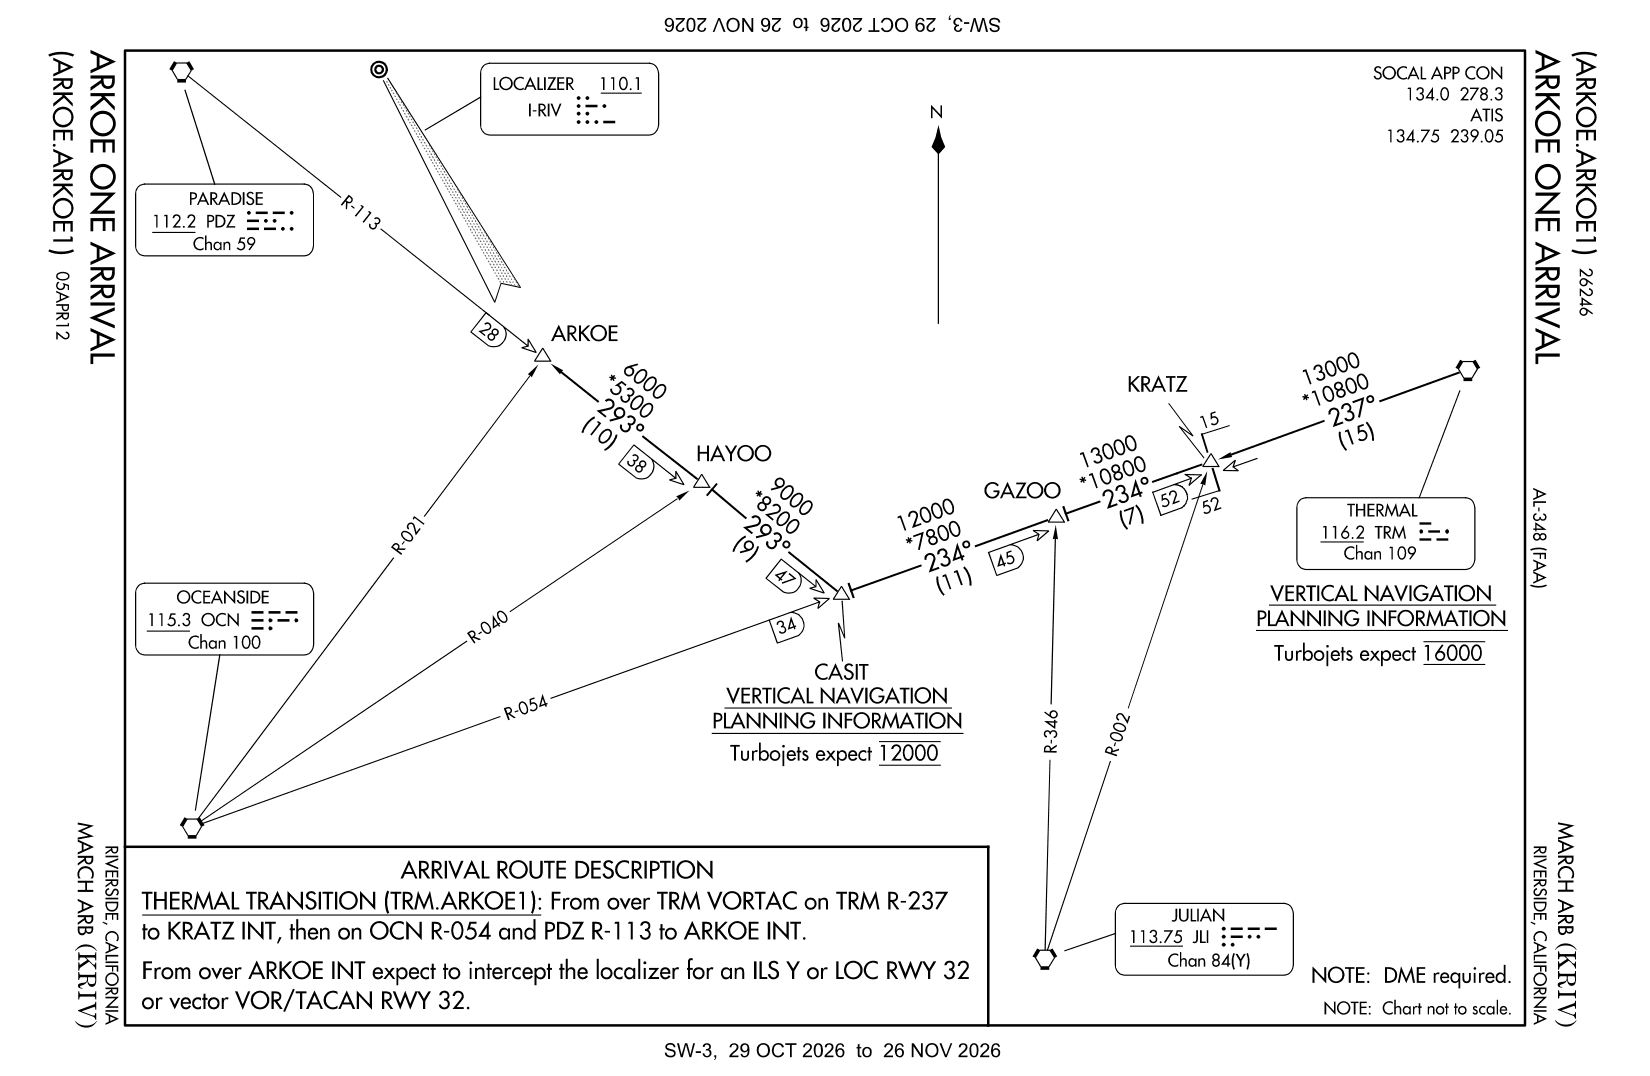 SW-3, 29 OCT 2026 to 26 NOV 2026
(ARKOE.ARKOE1) 05APR12
ARKOE ONE ARRIVAL
(ARKOE.ARKOE1) 26246
ARKOE ONE ARRIVAL
SOCAL APP CON
134.0 278.3
ATIS
134.75 239.05
LOCALIZER 110.1
I-RIV
N
PARADISE
112.2 PDZ
Chan 59
R-113
28
ARKOE
6000
*5300
293°
(10)
38
HAYOO
9000
*8200
293°
(9)
47
34
CASIT
VERTICAL NAVIGATION
PLANNING INFORMATION
Turbojets expect 12000
12000
*7800
234°
(11)
45
GAZOO
13000
*10800
234°
(7)
52
KRATZ
15
52
13000
*10800
237°
(15)
THERMAL
116.2 TRM
Chan 109
VERTICAL NAVIGATION
PLANNING INFORMATION
Turbojets expect 16000
AL-348 (FAA)
R-021
R-040
R-054
R-346
R-002
OCEANSIDE
115.3 OCN
Chan 100
JULIAN
113.75 JLI
Chan 84(Y)
NOTE: DME required.
NOTE: Chart not to scale.
ARRIVAL ROUTE DESCRIPTION
THERMAL TRANSITION (TRM.ARKOE1): From over TRM VORTAC on TRM R-237
to KRATZ INT, then on OCN R-054 and PDZ R-113 to ARKOE INT.
From over ARKOE INT expect to intercept the localizer for an ILS Y or LOC RWY 32
or vector VOR/TACAN RWY 32.
RIVERSIDE, CALIFORNIA
MARCH ARB (KRIV)
MARCH ARB (KRIV)
RIVERSIDE, CALIFORNIA
SW-3, 29 OCT 2026 to 26 NOV 2026